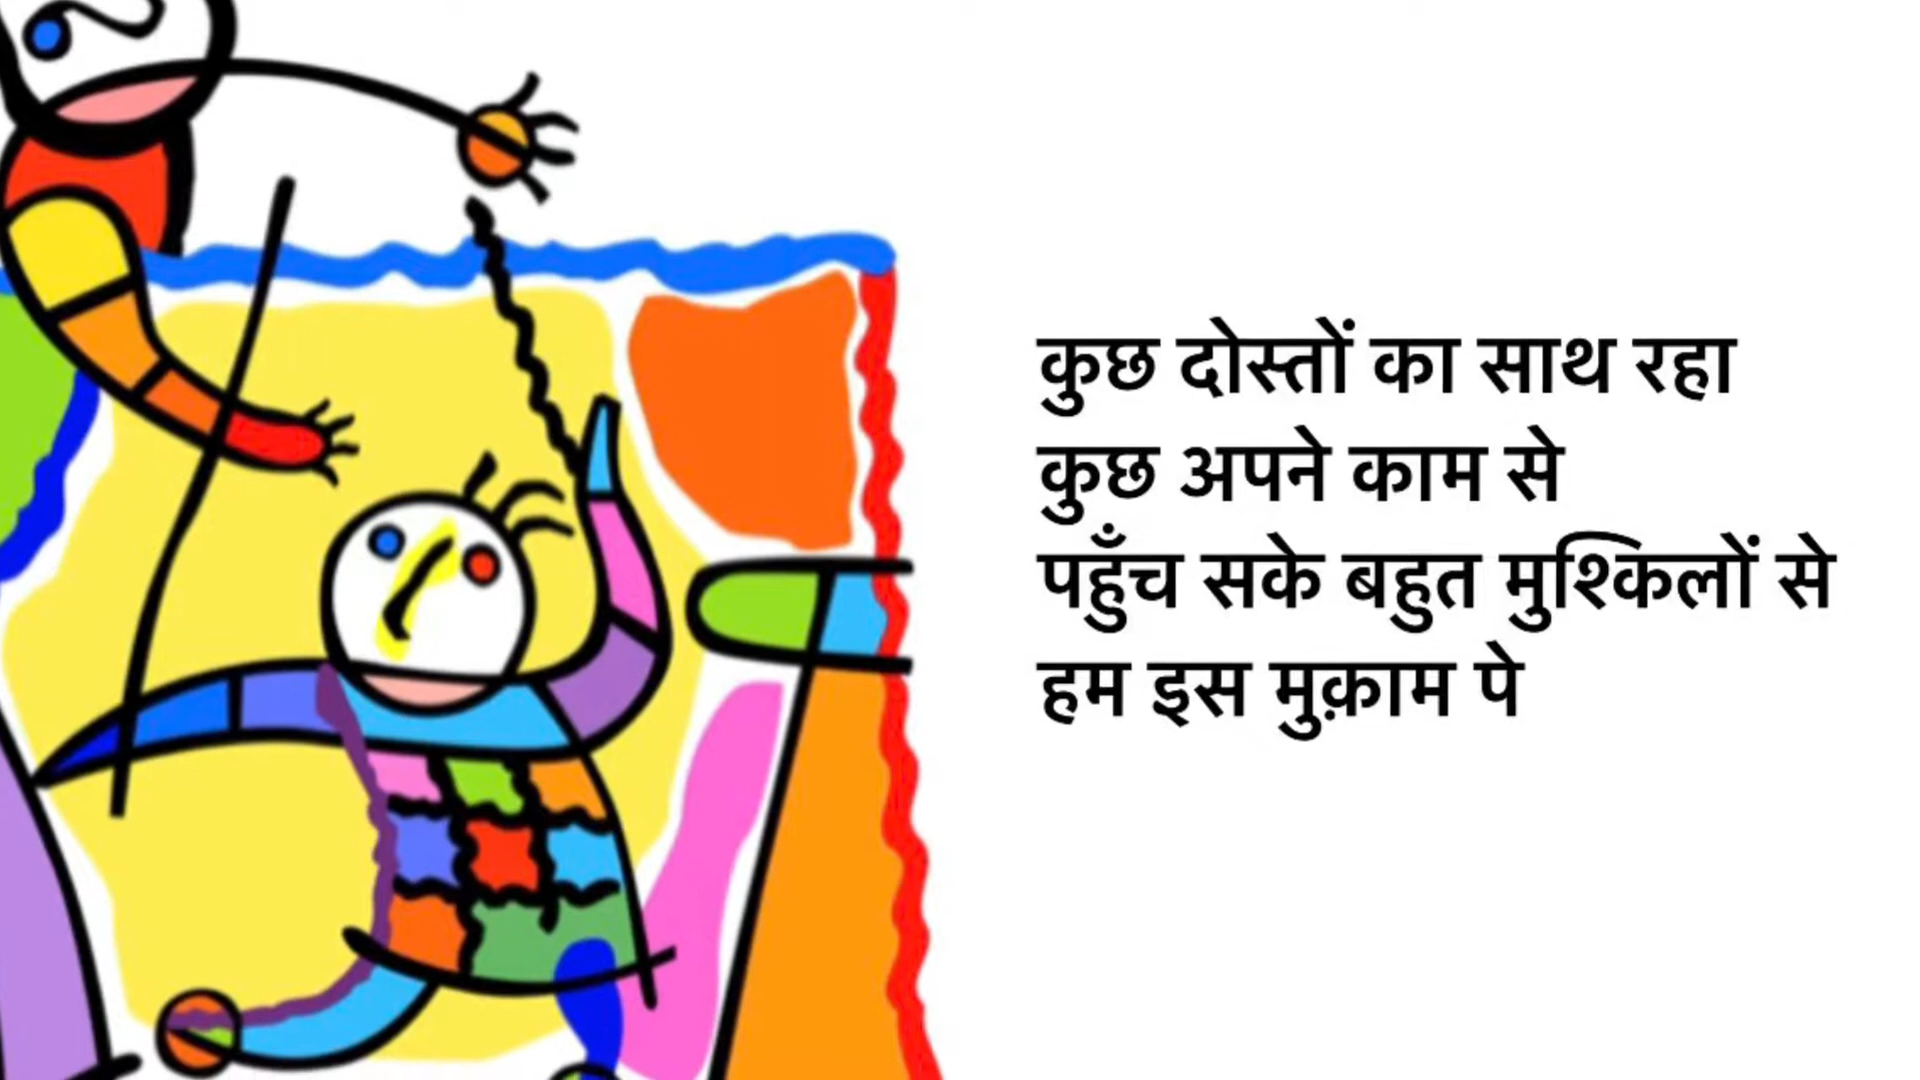 कुछ दोस्तों का साथ रहा
कुछ अपने काम से
पहुँच सके बहुत मुश्किलों से
हम इस मुक़ाम पे